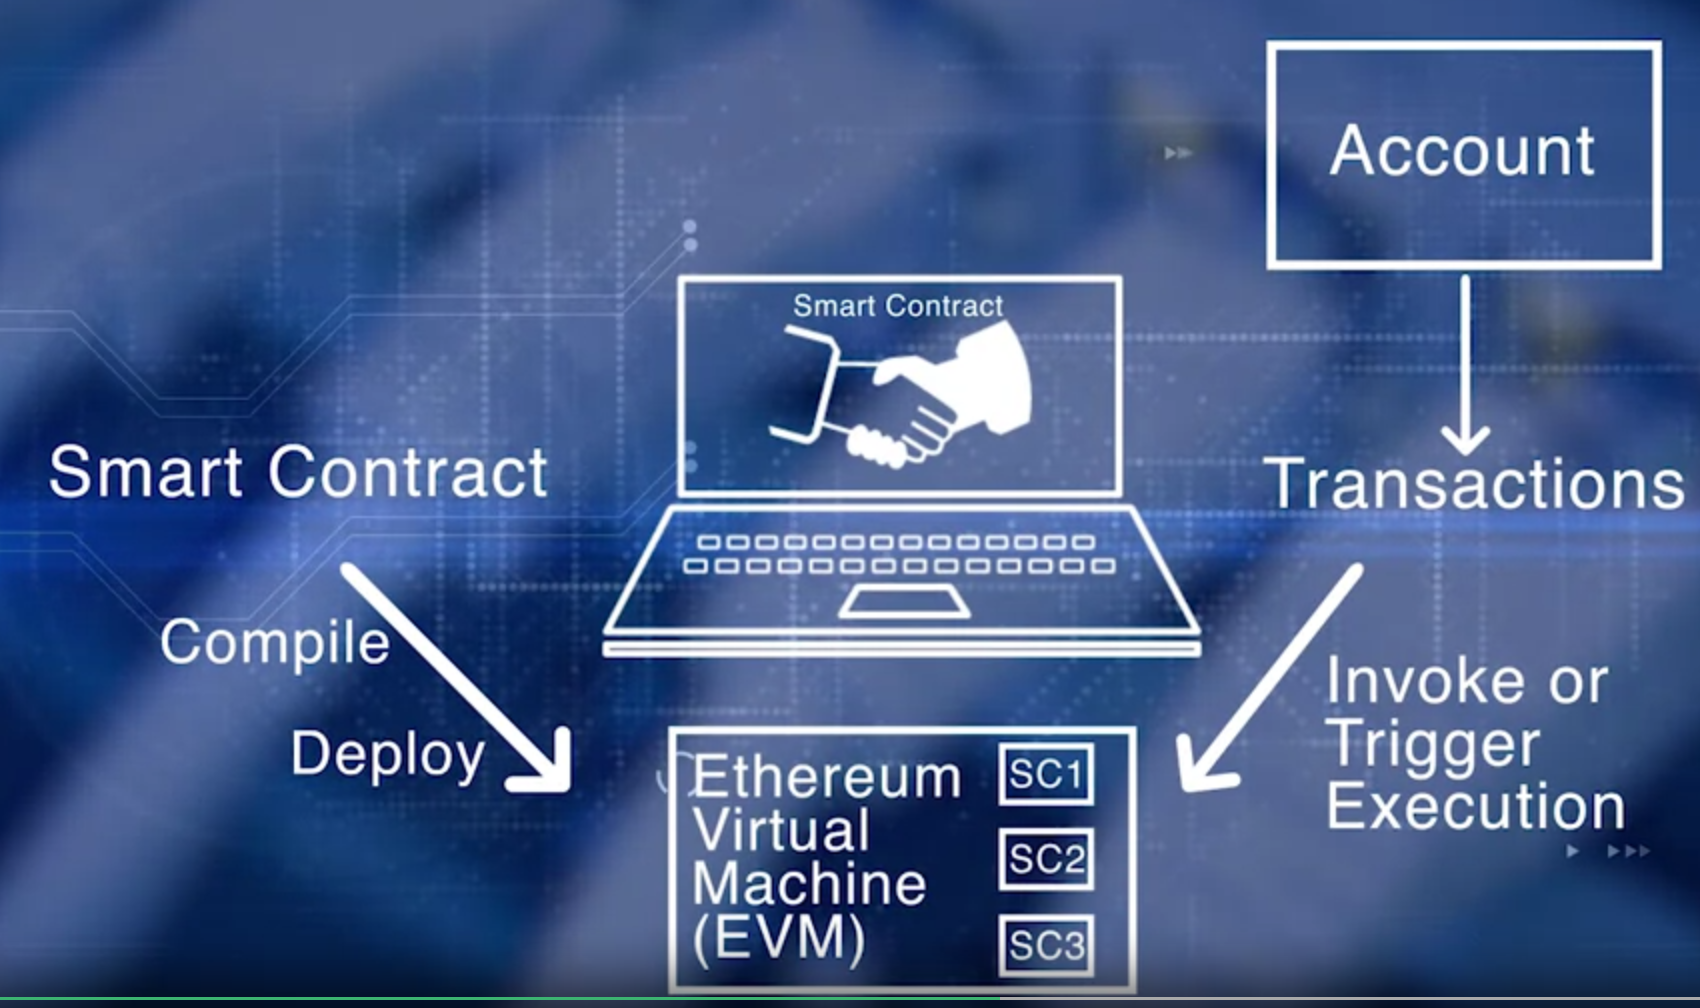 Account
Smart Contract
Smart Contract
Transactions
Compile
Deploy
Invoke or
Trigger
Execution
Ethereum
Virtual
Machine
(EVM)
SC1
SC2
SC3